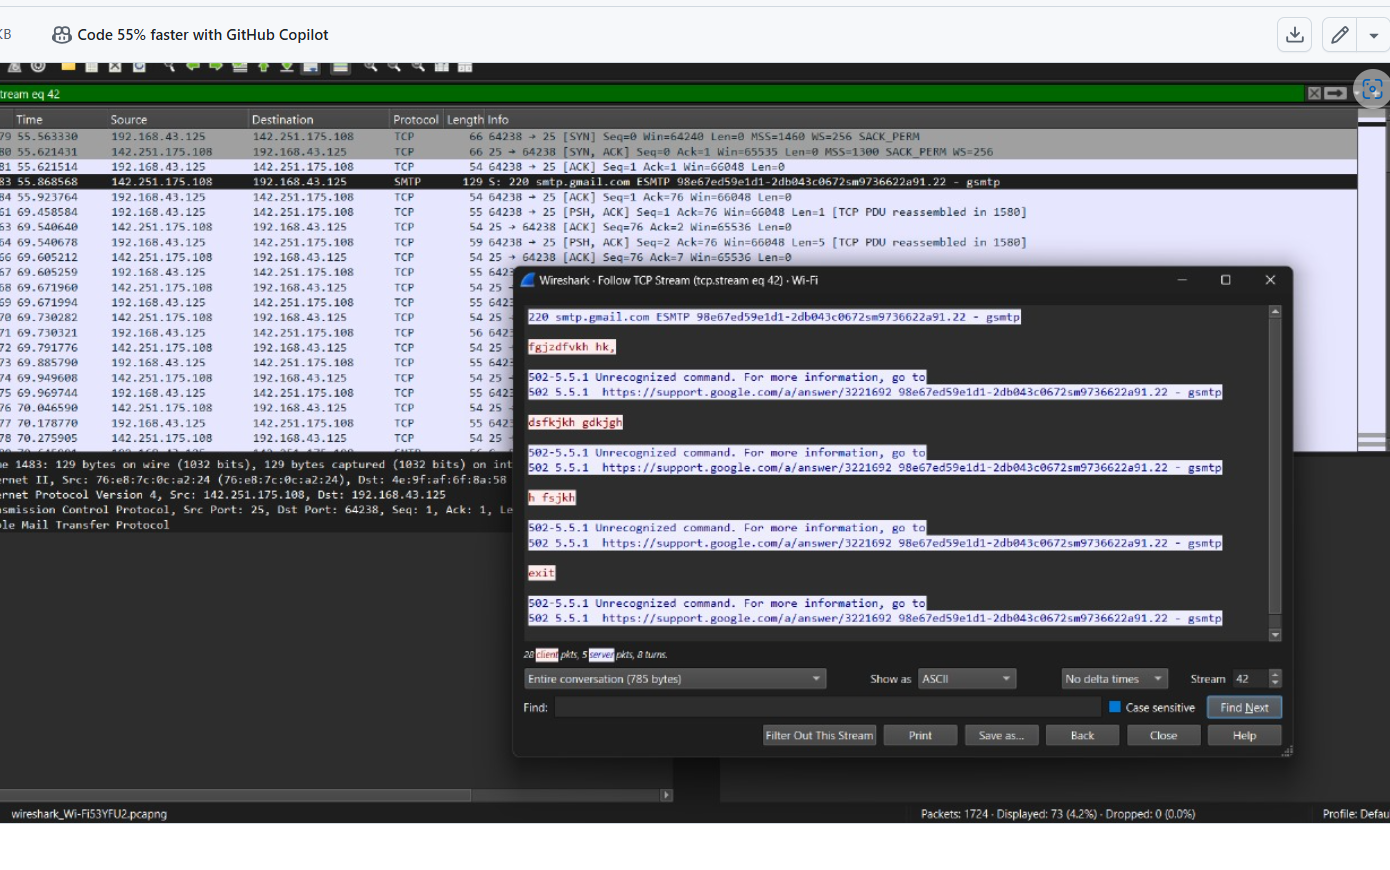 KB
Code 55% faster with GitHub Copilot
tream eq 42
Time Source Destination Protocol Length Info
79 55.563330 192.168.43.125 142.251.175.108 TCP 66 64238 → 25 [SYN] Seq=0 Win=64240 Len=0 MSS=1460 WS=256 SACK_PERM
80 55.621431 142.251.175.108 192.168.43.125 TCP 66 25 → 64238 [SYN, ACK] Seq=0 Ack=1 Win=65535 Len=0 MSS=1300 SACK_PERM WS=256
81 55.621514 192.168.43.125 142.251.175.108 TCP 54 64238 → 25 [ACK] Seq=1 Ack=1 Win=66048 Len=0
83 55.868568 142.251.175.108 192.168.43.125 SMTP 129 S: 220 smtp.gmail.com ESMTP 98e67ed59e1d1-2db043c0672sm9736622a91.22 - gsmtp
84 55.923764 192.168.43.125 142.251.175.108 TCP 54 64238 → 25 [ACK] Seq=1 Ack=76 Win=66048 Len=0
61 69.458584 192.168.43.125 142.251.175.108 TCP 55 64238 → 25 [PSH, ACK] Seq=1 Ack=76 Win=66048 Len=1 [TCP PDU reassembled in 1580]
63 69.540640 142.251.175.108 192.168.43.125 TCP 54 25 → 64238 [ACK] Seq=76 Ack=2 Win=65536 Len=0
64 69.540678 192.168.43.125 142.251.175.108 TCP 59 64238 → 25 [PSH, ACK] Seq=2 Ack=76 Win=66048 Len=5 [TCP PDU reassembled in 1580]
66 69.605212 142.251.175.108 192.168.43.125 TCP 54 25 → 64238 [ACK] Seq=76 Ack=7 Win=65536 Len=0
67 69.605259 192.168.43.125 142.251.175.108 TCP 55 642
68 69.671960 142.251.175.108 192.168.43.125 TCP 54 25 →
69 69.671994 192.168.43.125 142.251.175.108 TCP 55 642
70 69.730282 142.251.175.108 192.168.43.125 TCP 54 25 →
71 69.730321 192.168.43.125 142.251.175.108 TCP 56 642
72 69.791776 142.251.175.108 192.168.43.125 TCP 54 25 →
73 69.885790 192.168.43.125 142.251.175.108 TCP 55 642
74 69.949608 142.251.175.108 192.168.43.125 TCP 54 25 →
75 69.969744 192.168.43.125 142.251.175.108 TCP 55 642
76 70.046590 142.251.175.108 192.168.43.125 TCP 54 25 →
77 70.178770 192.168.43.125 142.251.175.108 TCP 55 642
78 70.275905 142.251.175.108 192.168.43.125 TCP 54 25 →
ne 1483: 129 bytes on wire (1032 bits), 129 bytes captured (1032 bits) on int
ernet II, Src: 76:e8:7c:0c:a2:24 (76:e8:7c:0c:a2:24), Dst: 4e:9f:af:6f:8a:58
ernet Protocol Version 4, Src: 142.251.175.108, Dst: 192.168.43.125
nsmission Control Protocol, Src Port: 25, Dst Port: 64238, Seq: 1, Ack: 1, Le
ple Mail Transfer Protocol
Wireshark · Follow TCP Stream (tcp.stream eq 42) · Wi-Fi
220 smtp.gmail.com ESMTP 98e67ed59e1d1-2db043c0672sm9736622a91.22 - gsmtp
fgjzdfvkh hk,
502-5.5.1 Unrecognized command. For more information, go to
502 5.5.1  https://support.google.com/a/answer/3221692 98e67ed59e1d1-2db043c0672sm9736622a91.22 - gsmtp
dsfkjkh gdkjgh
502-5.5.1 Unrecognized command. For more information, go to
502 5.5.1  https://support.google.com/a/answer/3221692 98e67ed59e1d1-2db043c0672sm9736622a91.22 - gsmtp
h fsjkh
502-5.5.1 Unrecognized command. For more information, go to
502 5.5.1  https://support.google.com/a/answer/3221692 98e67ed59e1d1-2db043c0672sm9736622a91.22 - gsmtp
exit
502-5.5.1 Unrecognized command. For more information, go to
502 5.5.1  https://support.google.com/a/answer/3221692 98e67ed59e1d1-2db043c0672sm9736622a91.22 - gsmtp
28 client pkts, 5 server pkts, 8 turns.
Entire conversation (785 bytes) Show as ASCII No delta times Stream 42
Find: Case sensitive Find Next
Filter Out This Stream Print Save as... Back Close Help
wireshark_Wi-Fi53YFU2.pcapng Packets: 1724 · Displayed: 73 (4.2%) · Dropped: 0 (0.0%) Profile: Defau